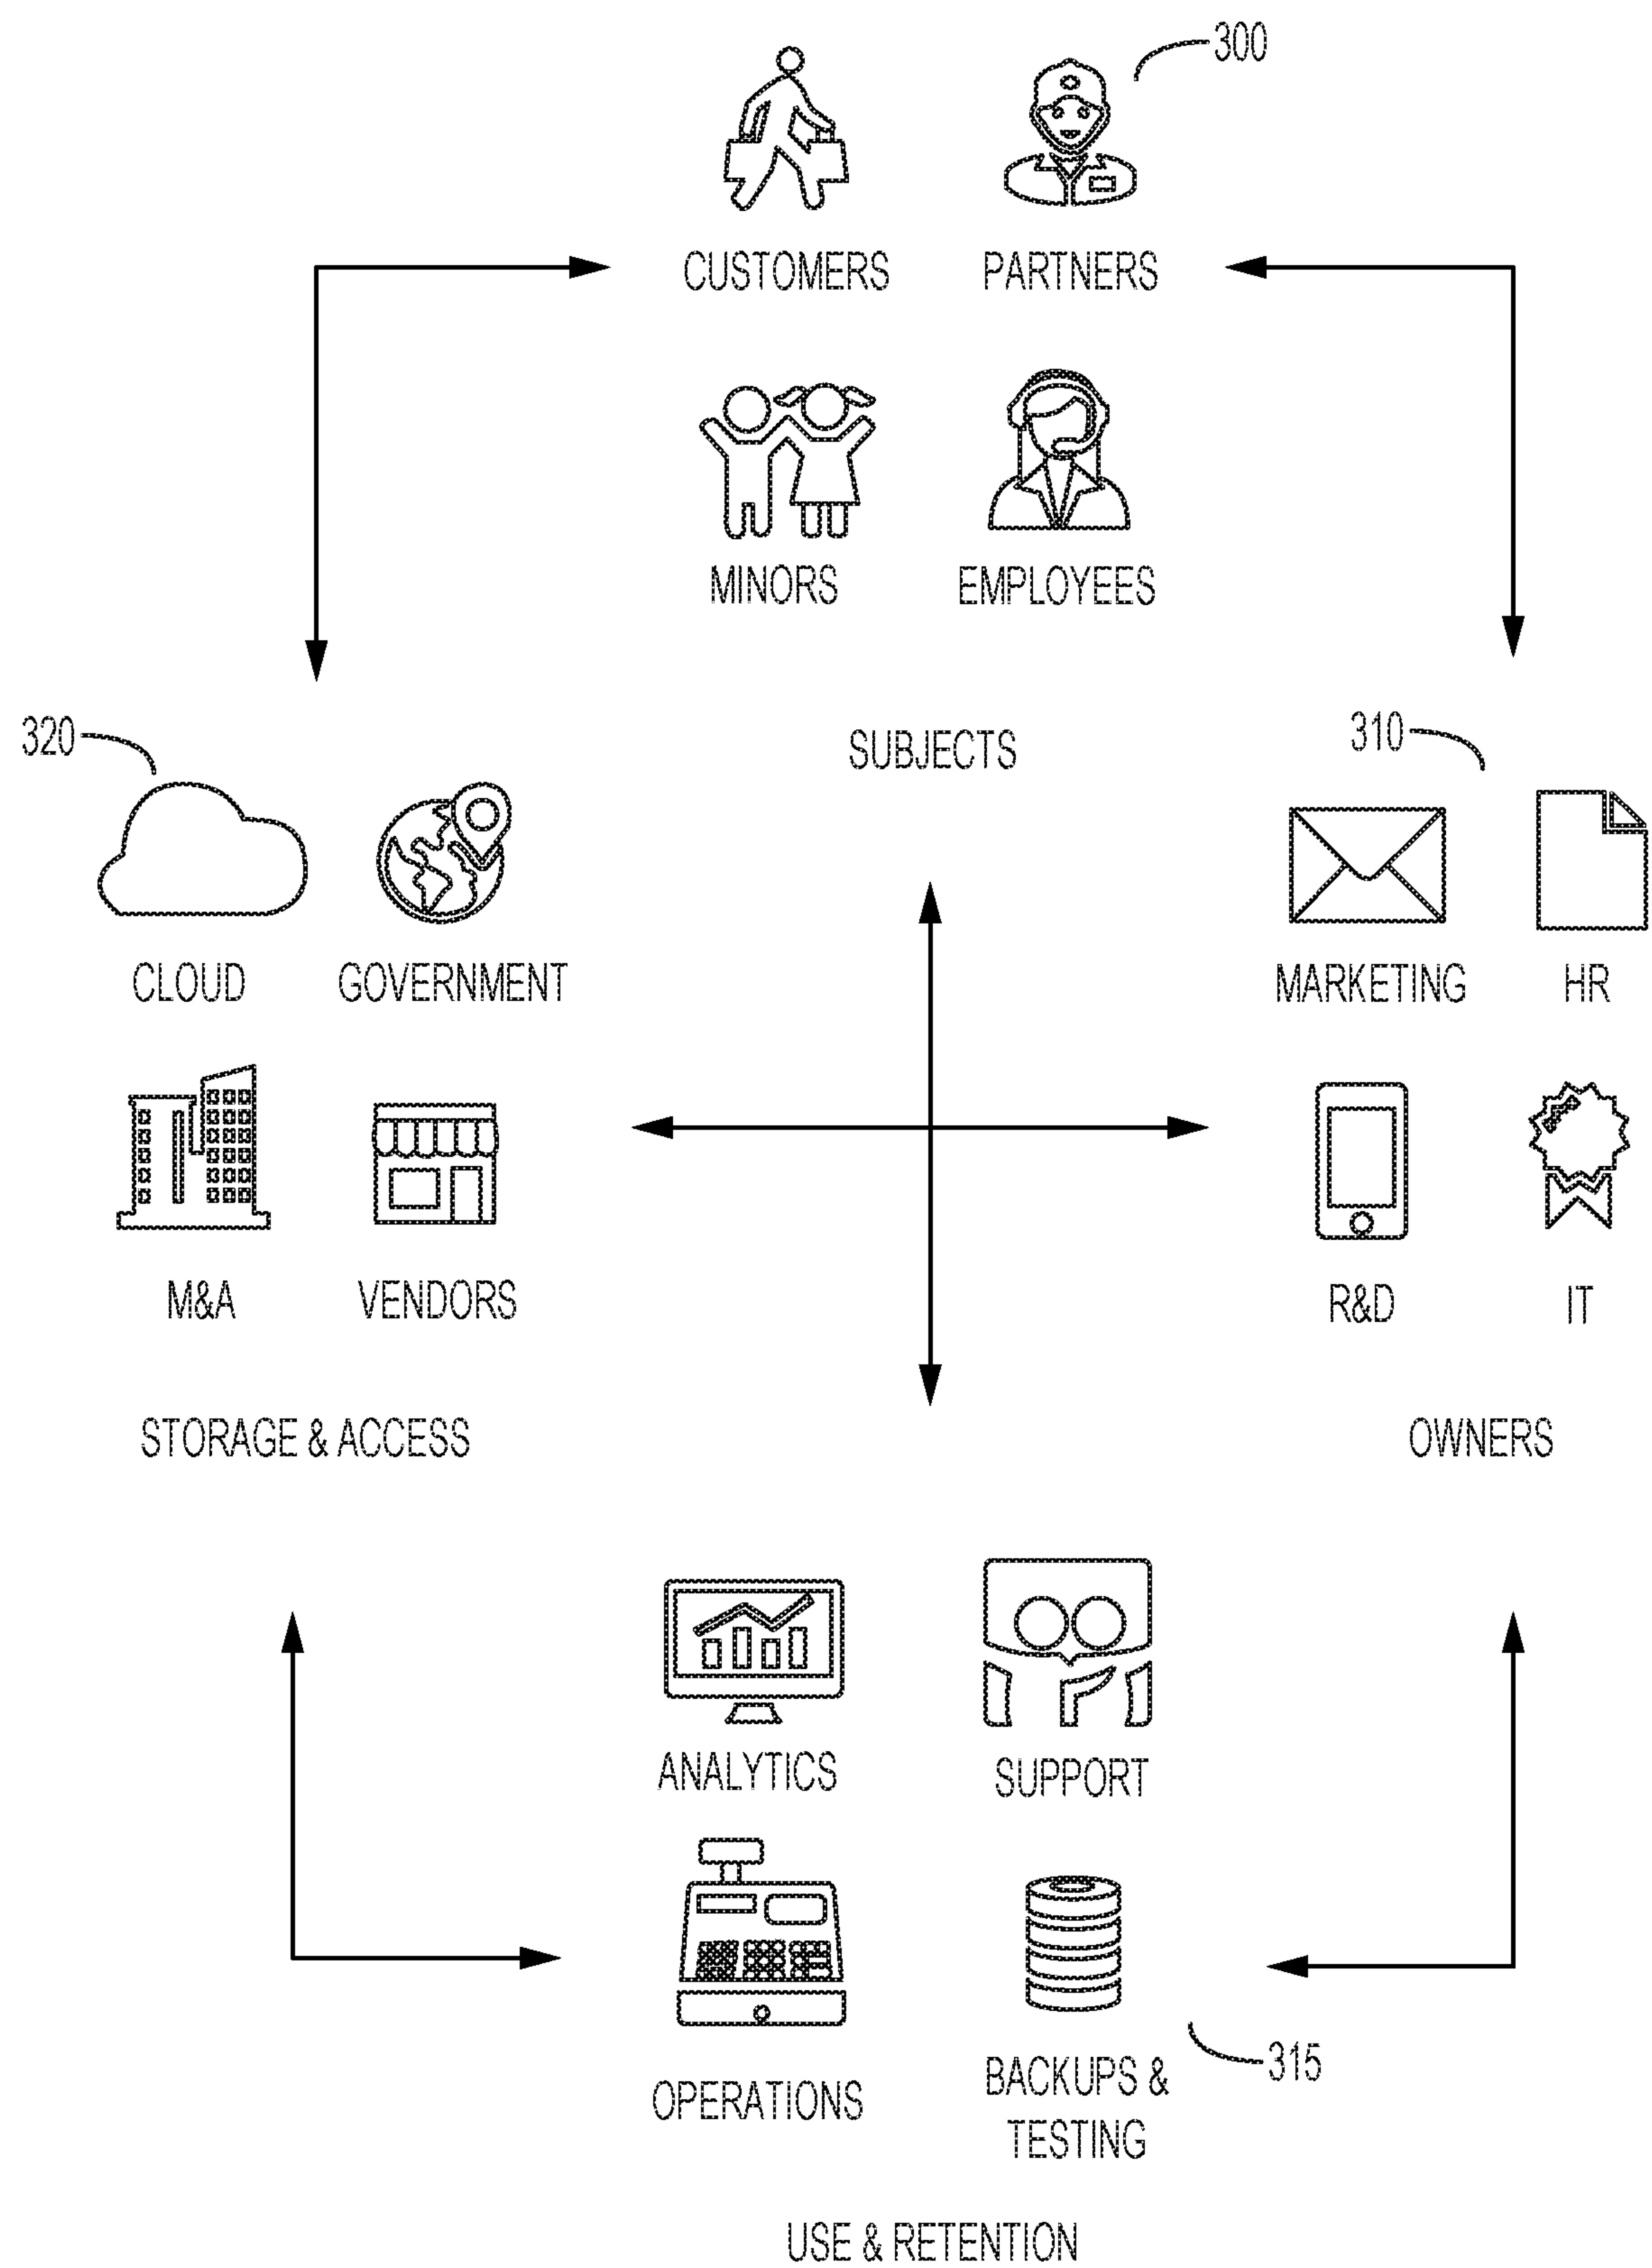 300
CUSTOMERS
PARTNERS
MINORS
EMPLOYEES
SUBJECTS
320
CLOUD
GOVERNMENT
M&A
VENDORS
STORAGE & ACCESS
310
MARKETING
HR
R&D
IT
OWNERS
ANALYTICS
SUPPORT
OPERATIONS
BACKUPS &
TESTING
315
USE & RETENTION